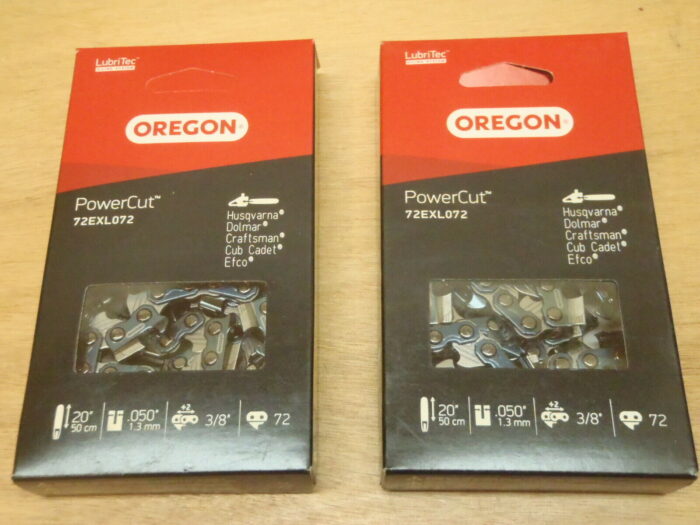 LubriTec™
OREGON®
PowerCut™
72EXL072
Husqvarna®
Dolmar®
Craftsman®
Cub Cadet®
Efco®
20"
50 cm
.050"
1.3 mm
+2
3/8"
72
LubriTec™
OREGON®
PowerCut™
72EXL072
Husqvarna®
Dolmar®
Craftsman®
Cub Cadet®
Efco®
20"
50 cm
.050"
1.3 mm
+2
3/8"
72